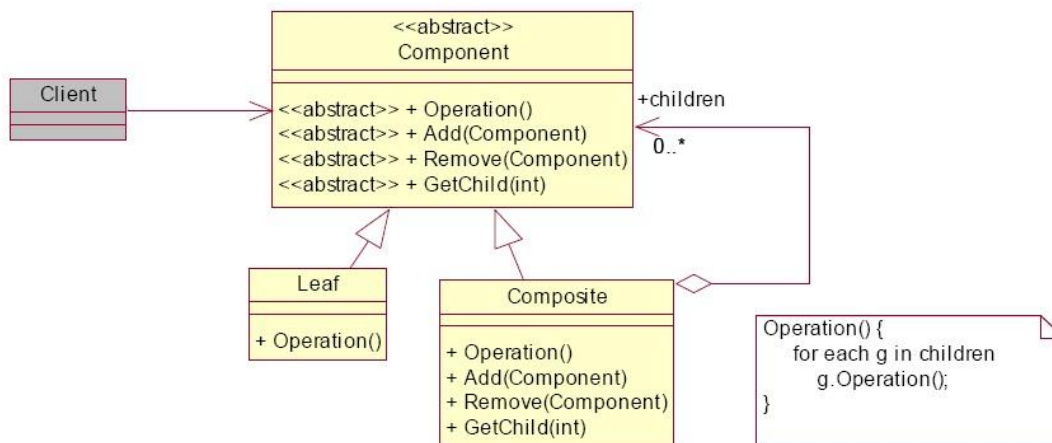 <<abstract>>
Component
<<abstract>> + Operation()
<<abstract>> + Add(Component)
<<abstract>> + Remove(Component)
<<abstract>> + GetChild(int)
Client
+children
0..*
Leaf
+ Operation()
Composite
+ Operation()
+ Add(Component)
+ Remove(Component)
+ GetChild(int)
Operation() {
for each g in children
g.Operation();
}